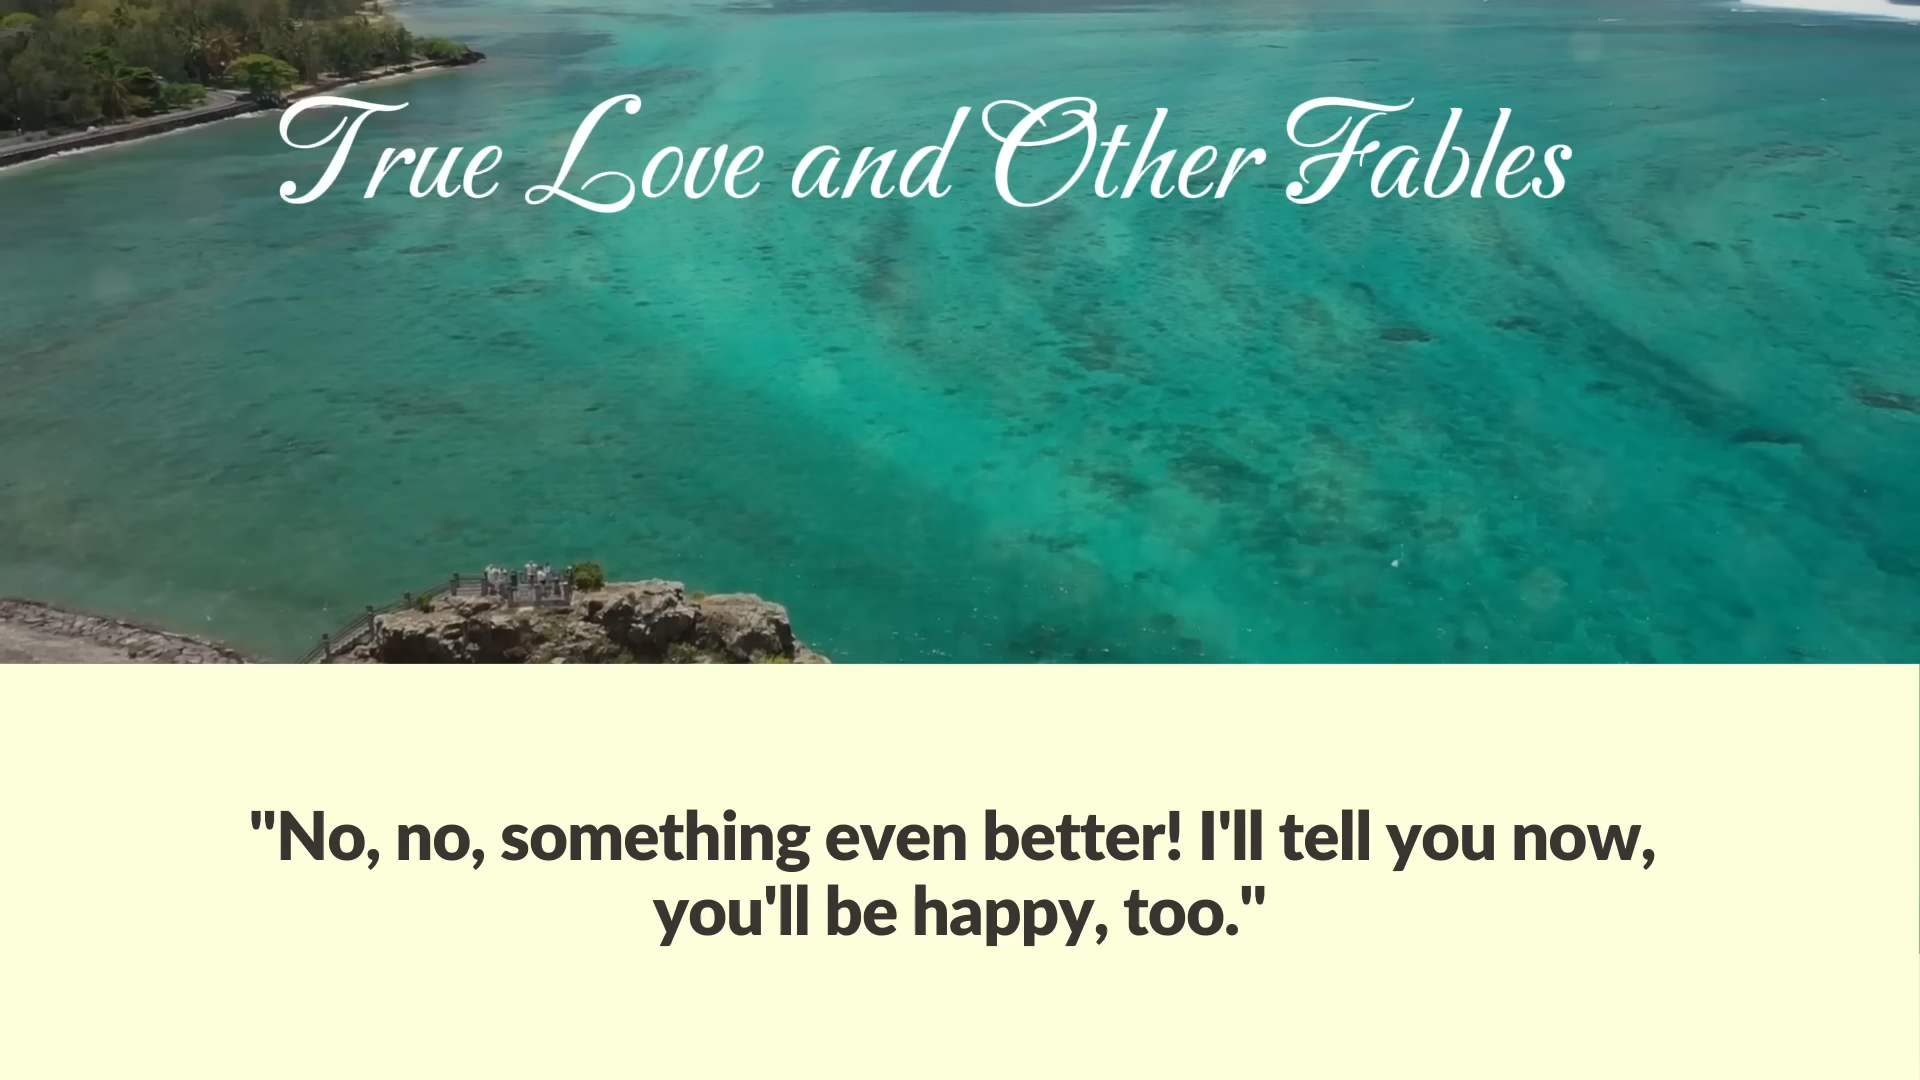 True Love and Other Fables
"No, no, something even better! I'll tell you now,
you'll be happy, too."